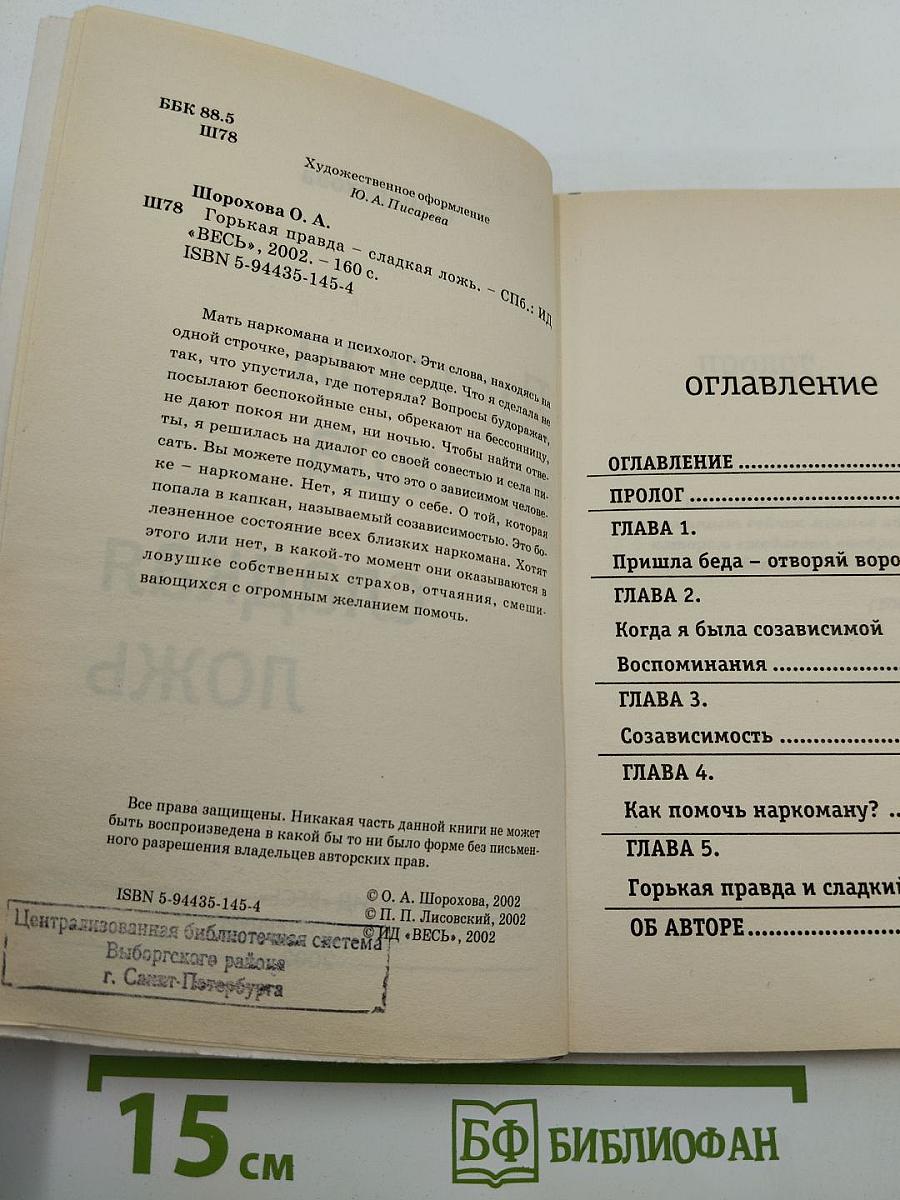 ББК 88.5
Ш78
Художественное оформление
Ю. А. Писарева
Шорохова О. А.
Ш78 Горькая правда – сладкая ложь. – СПб.: ИД
«ВЕСЬ», 2002. – 160 с.
ISBN 5-94435-145-4
Мать наркомана и психолог. Эти слова, находясь на
одной строчке, разрывают мне сердце. Что я сделала не
так, что упустила, где потеряла? Вопросы будоражат,
посылают беспокойные сны, обрекают на бессонницу,
не дают покоя ни днем, ни ночью. Чтобы найти отве-
ты, я решилась на диалог со своей совестью и села пи-
сать. Вы можете подумать, что это о зависимом челове-
ке – наркомане. Нет, я пишу о себе. О той, которая
попала в капкан, называемый созависимостью. Это бо-
лезненное состояние всех близких наркомана. Хотят
этого или нет, в какой-то момент они оказываются в
ловушке собственных страхов, отчаяния, смеши-
вающихся с огромным желанием помочь.
ЛОЖЬ
Все права защищены. Никакая часть данной книги не может
быть воспроизведена в какой бы то ни было форме без письмен-
ного разрешения владельцев авторских прав.
ISBN 5-94435-145-4
© О. А. Шорохова, 2002
© П. П. Лисовский, 2002
© ИД «ВЕСЬ», 2002
Централизованная библиотечная система
Выборгского района
г. Санкт-Петербурга
оглавление
ОГЛАВЛЕНИЕ
ПРОЛОГ
ГЛАВА 1.
Пришла беда – отворяй воро
ГЛАВА 2.
Когда я была созависимой
Воспоминания
ГЛАВА 3.
Созависимость
ГЛАВА 4.
Как помочь наркоману?
ГЛАВА 5.
Горькая правда и сладкий
ОБ АВТОРЕ
15 см
БФ БИБЛИОФАН